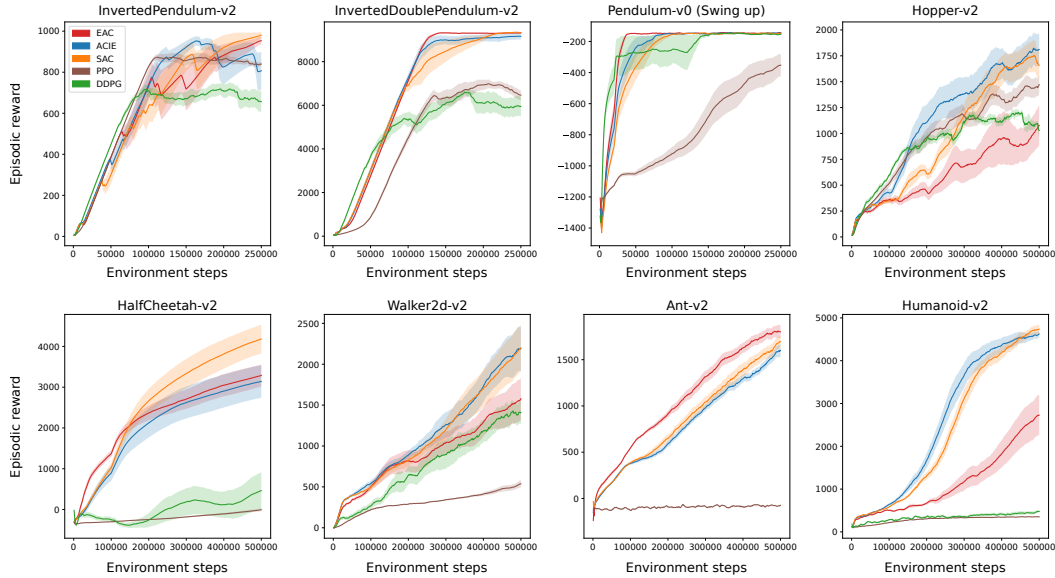 InvertedPendulum-v2
InvertedDoublePendulum-v2
Pendulum-v0 (Swing up)
Hopper-v2
EAC
ACIE
SAC
PPO
DDPG
Episodic reward
1000
800
600
400
200
0
0 50000 100000 150000 200000 250000
Environment steps
8000
6000
4000
2000
0
0 50000 100000 150000 200000 250000
Environment steps
−200
−400
−600
−800
−1000
−1200
−1400
0 50000 100000 150000 200000 250000
Environment steps
2000
1750
1500
1250
1000
750
500
250
0
0 100000 200000 300000 400000 500000
Environment steps
HalfCheetah-v2
Walker2d-v2
Ant-v2
Humanoid-v2
Episodic reward
4000
3000
2000
1000
0
0 100000 200000 300000 400000 500000
Environment steps
2500
2000
1500
1000
500
0
0 100000 200000 300000 400000 500000
Environment steps
1500
1000
500
0
0 100000 200000 300000 400000 500000
Environment steps
5000
4000
3000
2000
1000
0
0 100000 200000 300000 400000 500000
Environment steps